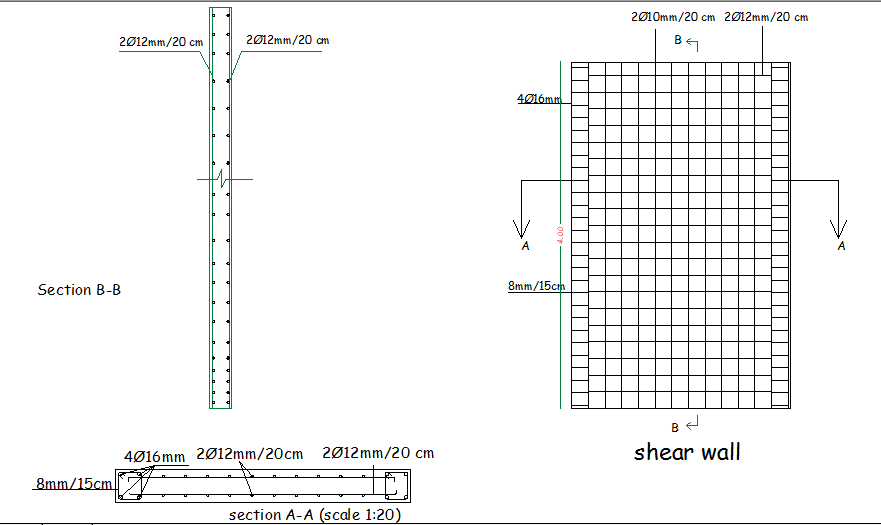 2Ø10mm/20 cm 2Ø12mm/20 cm
B
2Ø12mm/20 cm 2Ø12mm/20 cm
4Ø16mm
4.00
A A
8mm/15cm
Section B-B
B
shear wall
4Ø16mm 2Ø12mm/20cm 2Ø12mm/20 cm
8mm/15cm
section A-A (scale 1:20)